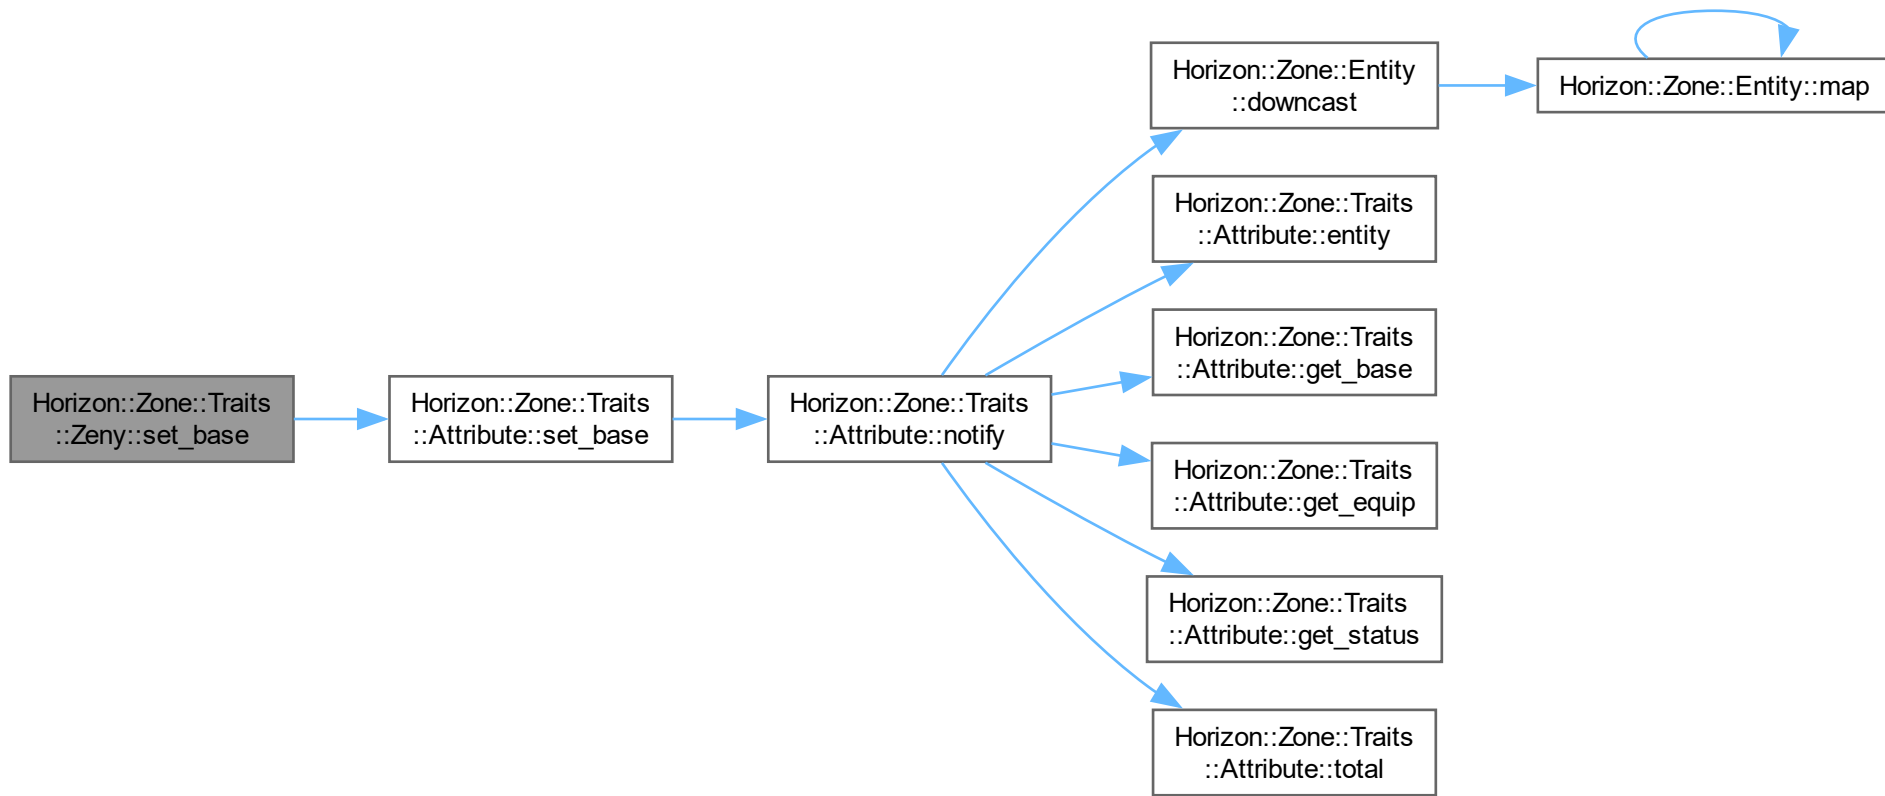 Horizon::Zone::Traits
::Zeny::set_base
Horizon::Zone::Traits
::Attribute::set_base
Horizon::Zone::Traits
::Attribute::notify
Horizon::Zone::Entity
::downcast
Horizon::Zone::Entity::map
Horizon::Zone::Traits
::Attribute::entity
Horizon::Zone::Traits
::Attribute::get_base
Horizon::Zone::Traits
::Attribute::get_equip
Horizon::Zone::Traits
::Attribute::get_status
Horizon::Zone::Traits
::Attribute::total